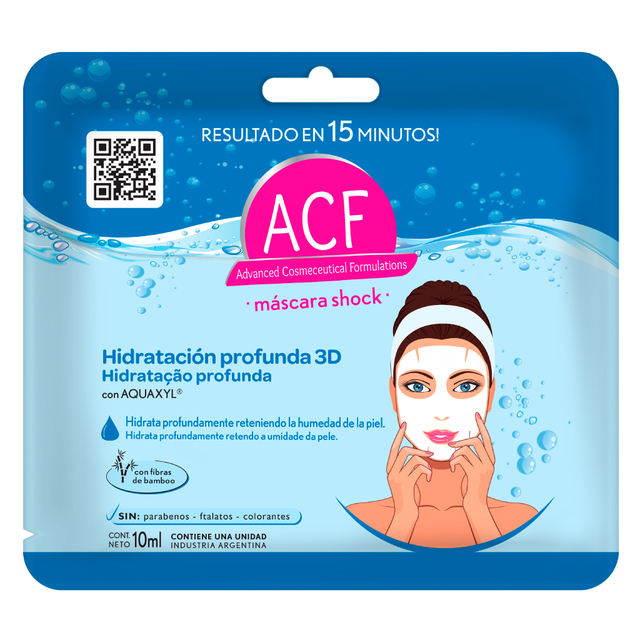 RESULTADO EN 15 MINUTOS!
ACF
Advanced Cosmeceutical Formulations
· máscara shock ·
Hidratación profunda 3D
Hidratação profunda
con AQUAXYL®
Hidrata profundamente reteniendo la humedad de la piel.
Hidrata profundamente retendo a umidade da pele.
con fibras
de bamboo
SIN: parabenos - ftalatos - colorantes
CONT. NETO 10ml
CONTIENE UNA UNIDAD
INDUSTRIA ARGENTINA